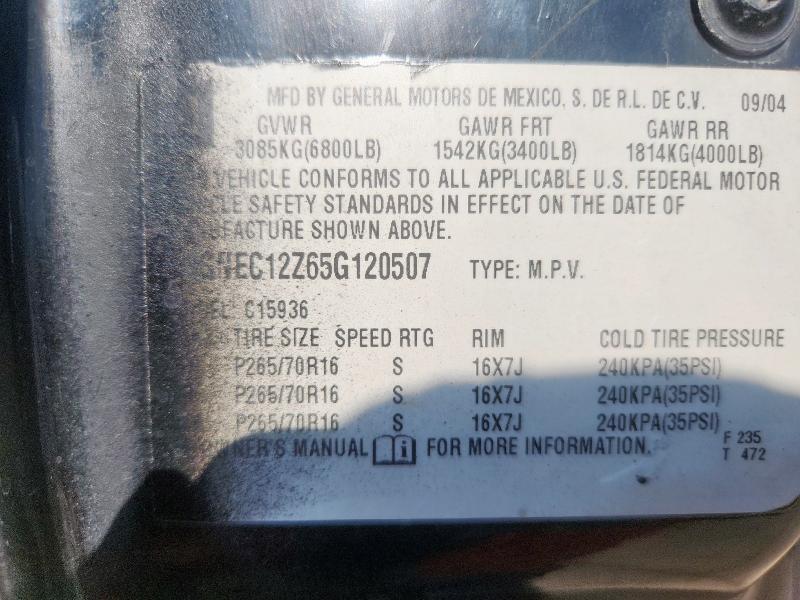 MFD BY GENERAL MOTORS DE MEXICO, S. DE R.L. DE C.V. 09/04
GVWR GAWR FRT GAWR RR
3085KG(6800LB) 1542KG(3400LB) 1814KG(4000LB)
VEHICLE CONFORMS TO ALL APPLICABLE U.S. FEDERAL MOTOR
SAFETY STANDARDS IN EFFECT ON THE DATE OF
SHOWN ABOVE.
EC12Z65G120507 TYPE: M.P.V.
C15936
TIRE SIZE SPEED RTG RIM COLD TIRE PRESSURE
P265/70R16 S 16X7J 240KPA(35PSI)
P265/70R16 S 16X7J 240KPA(35PSI)
P265/70R16 S 16X7J 240KPA(35PSI)
OWNER'S MANUAL FOR MORE INFORMATION.
F 235
T 472